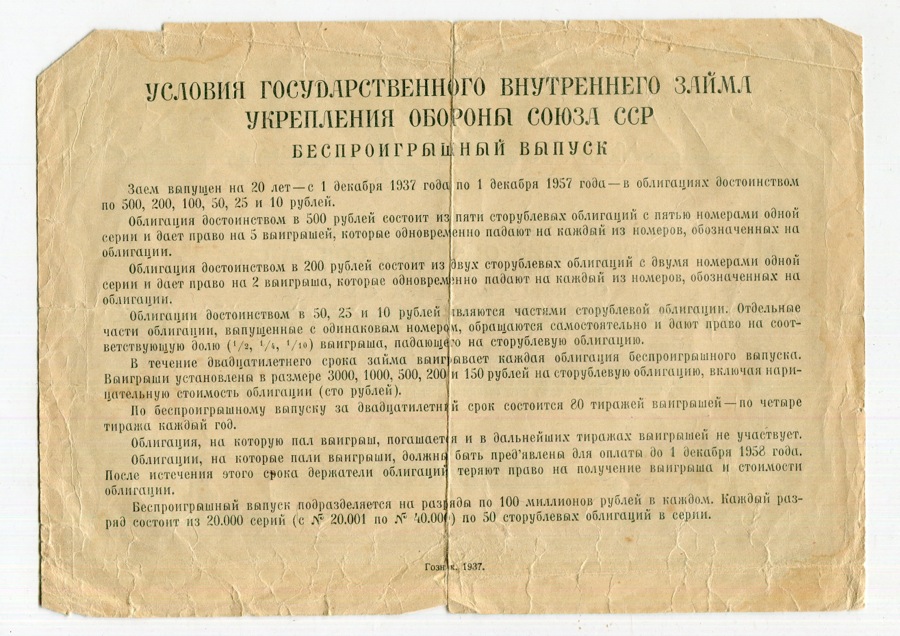 УСЛОВИЯ ГОСУДАРСТВЕННОГО ВНУТРЕННЕГО ЗАЙМА
УКРЕПЛЕНИЯ ОБОРОНЫ СОЮЗА ССР
БЕСПРОИГРЫШНЫЙ ВЫПУСК
Заем выпущен на 20 лет—с 1 декабря 1937 года по 1 декабря 1957 года—в облигациях достоинством
по 500, 200, 100, 50, 25 и 10 рублей.
Облигация достоинством в 500 рублей состоит из пяти сторублевых облигаций с пятью номерами одной
серии и дает право на 5 выигрышей, которые одновременно падают на каждый из номеров, обозначенных на
облигации.
Облигация достоинством в 200 рублей состоит из двух сторублевых облигаций с двумя номерами одной
серии и дает право на 2 выигрыша, которые одновременно падают на каждый из номеров, обозначенных на
облигации.
Облигации достоинством в 50, 25 и 10 рублей являются частями сторублевой облигации. Отдельные
части облигации, выпущенные с одинаковым номером, обращаются самостоятельно и дают право на соот-
ветствующую долю (1/2, 1/4, 1/10) выигрыша, падающего на сторублевую облигацию.
В течение двадцатилетнего срока займа выигрывает каждая облигация беспроигрышного выпуска.
Выигрыши установлены в размере 3000, 1000, 500, 200 и 150 рублей на сторублевую облигацию, включая нари-
цательную стоимость облигации (сто рублей).
По беспроигрышному выпуску за двадцатилетний срок состоится 80 тиражей выигрышей—по четыре
тиража каждый год.
Облигация, на которую пал выигрыш, погашается и в дальнейших тиражах выигрышей не участвует.
Облигации, на которые пали выигрыши, должны быть пред'явлены для оплаты до 1 декабря 1958 года.
После истечения этого срока держатели облигаций теряют право на получение выигрыша и стоимости
облигации.
Беспроигрышный выпуск подразделяется на разряды по 100 миллионов рублей в каждом. Каждый раз-
ряд состоит из 20.000 серий (с № 20.001 по № 40.000) по 50 сторублевых облигаций в серии.
Гознак, 1937.